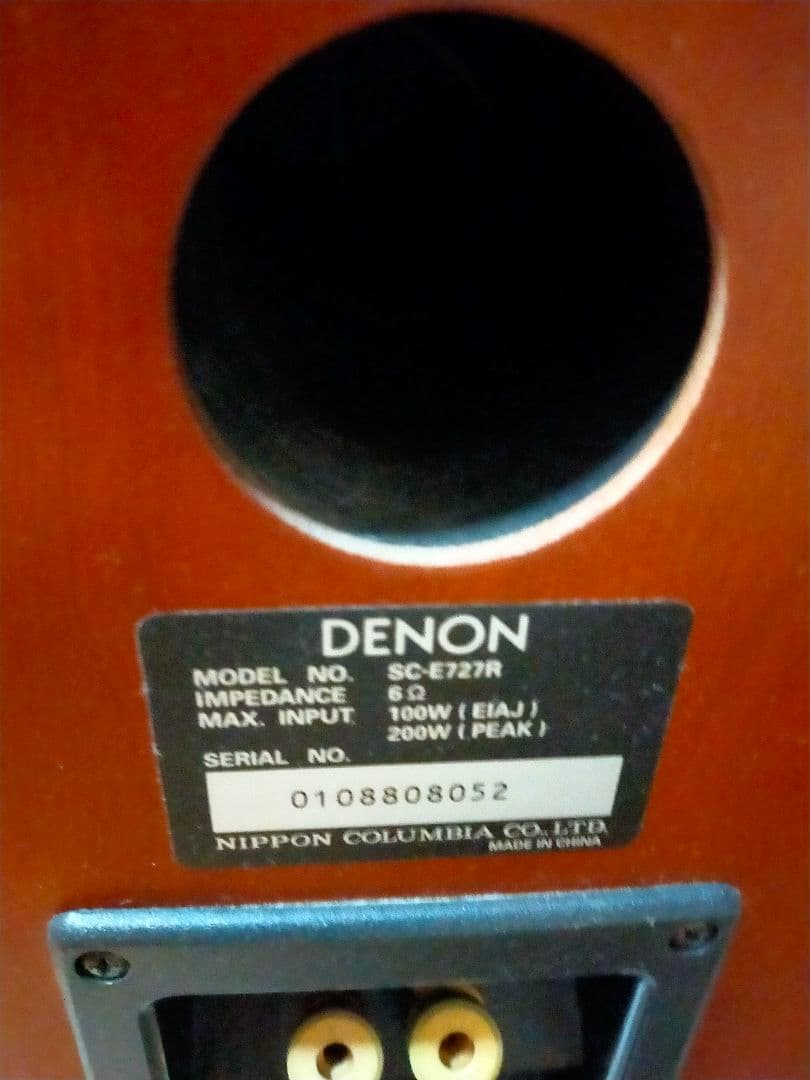 DENON
MODEL NO. SC-E727R
IMPEDANCE 6Ω
MAX. INPUT 100W (EIAJ)
200W (PEAK)
SERIAL NO.
0108808052
NIPPON COLUMBIA CO., LTD.
MADE IN CHINA